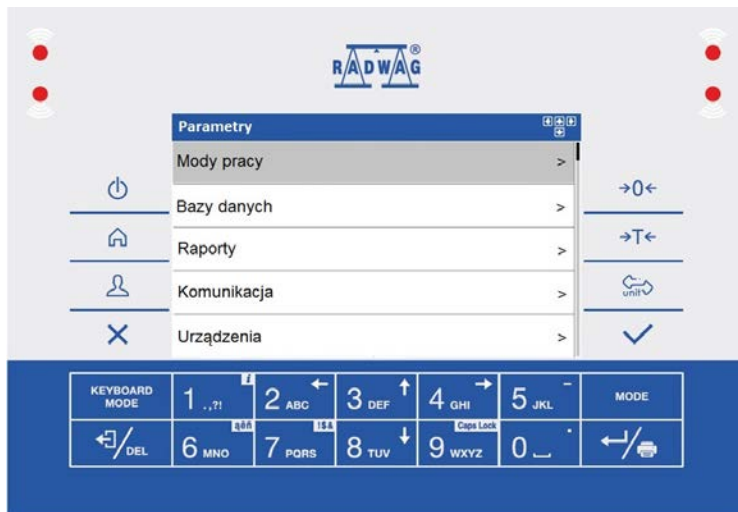 RADWAG®
Parametry
Mody pracy >
Bazy danych >
→0←
Raporty >
→T←
Komunikacja >
unit
Urządzenia >
KEYBOARD MODE
1 .,?! i
2 ABC ←
3 DEF ↑
4 GHI →
5 JKL -
MODE
DEL
6 MNO ąéñ
7 PQRS !$&
8 TUV ↓
9 WXYZ Caps Lock
0 .